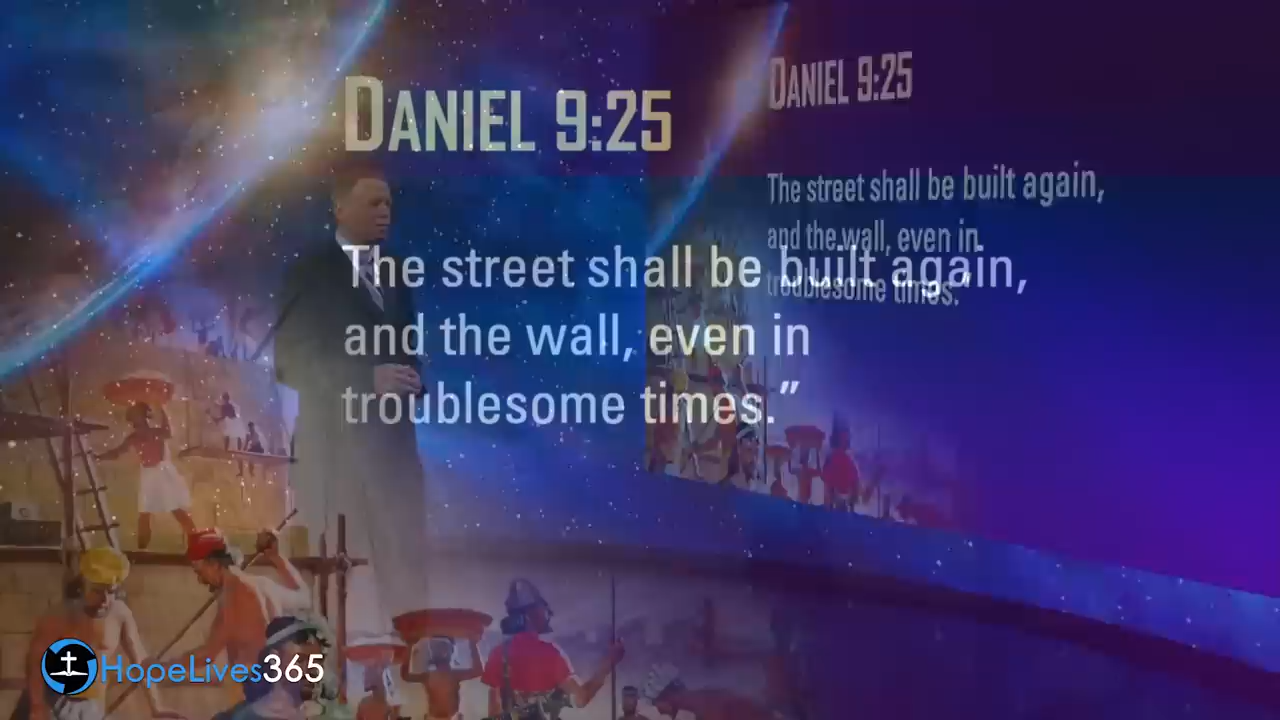 DANIEL 9:25
The street shall be built again,
and the wall, even in
troublesome times.”
DANIEL 9:25
The street shall be built again,
and the wall, even in
troublesome times.”
HopeLives365